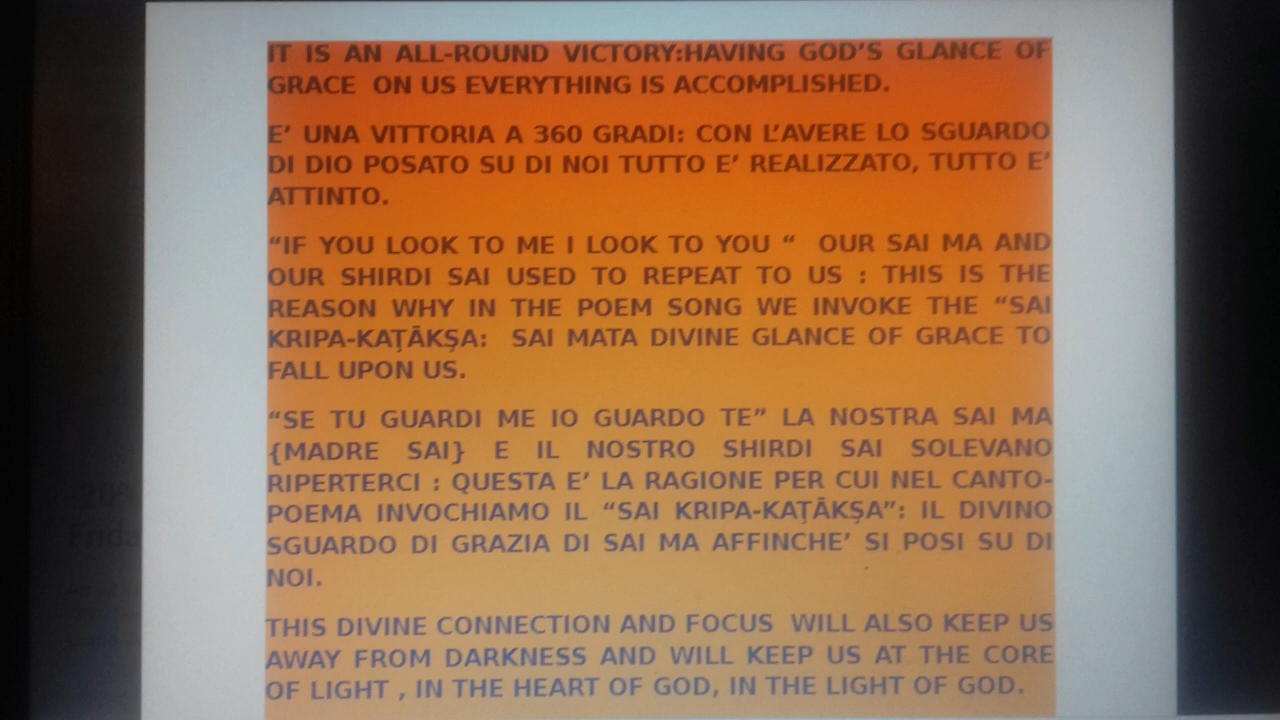 IT IS AN ALL-ROUND VICTORY:HAVING GOD'S GLANCE OF
GRACE ON US EVERYTHING IS ACCOMPLISHED.
E' UNA VITTORIA A 360 GRADI: CON L'AVERE LO SGUARDO
DI DIO POSATO SU DI NOI TUTTO E' REALIZZATO, TUTTO E'
ATTINTO.
“IF YOU LOOK TO ME I LOOK TO YOU “ OUR SAI MA AND
OUR SHIRDI SAI USED TO REPEAT TO US : THIS IS THE
REASON WHY IN THE POEM SONG WE INVOKE THE “SAI
KRIPA-KAŢĀKŞA: SAI MATA DIVINE GLANCE OF GRACE TO
FALL UPON US.
“SE TU GUARDI ME IO GUARDO TE” LA NOSTRA SAI MA
{MADRE SAI} E IL NOSTRO SHIRDI SAI SOLEVANO
RIPERTERCI : QUESTA E' LA RAGIONE PER CUI NEL CANTO-
POEMA INVOCHIAMO IL “SAI KRIPA-KAŢĀKŞA”: IL DIVINO
SGUARDO DI GRAZIA DI SAI MA AFFINCHE' SI POSI SU DI
NOI.
THIS DIVINE CONNECTION AND FOCUS WILL ALSO KEEP US
AWAY FROM DARKNESS AND WILL KEEP US AT THE CORE
OF LIGHT , IN THE HEART OF GOD, IN THE LIGHT OF GOD.